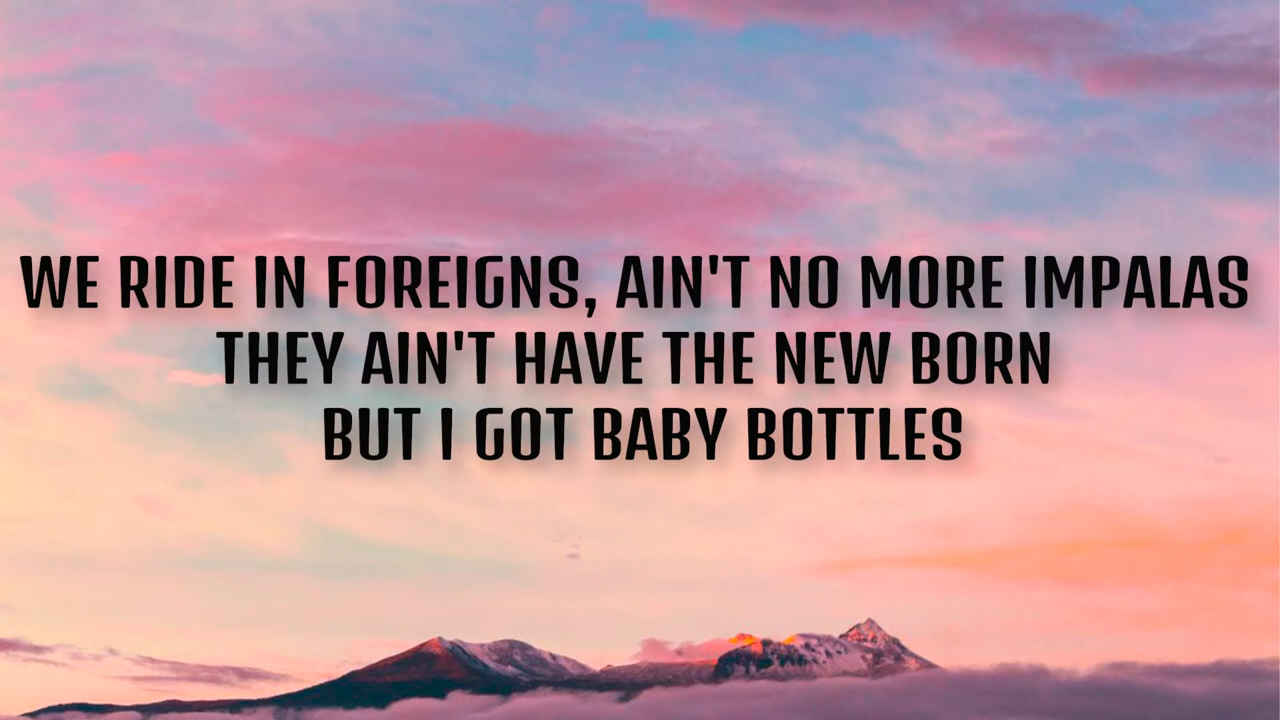 WE RIDE IN FOREIGNS, AIN'T NO MORE IMPALAS
THEY AIN'T HAVE THE NEW BORN
BUT I GOT BABY BOTTLES